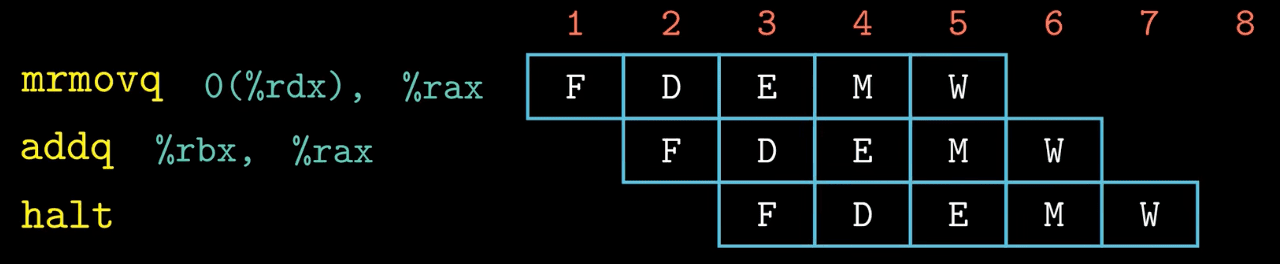 1 2 3 4 5 6 7 8
mrmovq 0(%rdx), %rax F D E M W
addq %rbx, %rax F D E M W
halt F D E M W